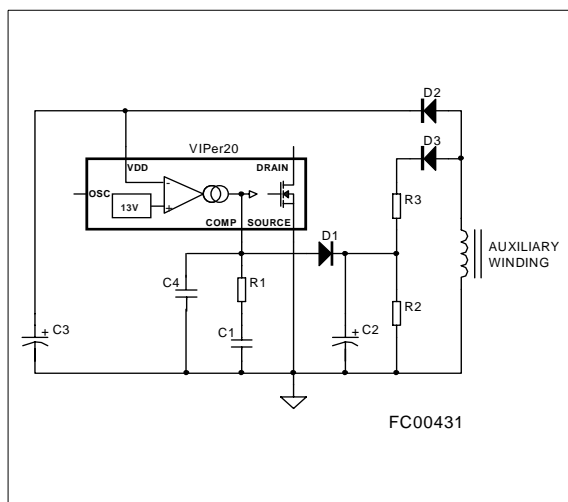 D2
D3
VIPer20
VDD
DRAIN
OSC
-
13V
+
COMP
SOURCE
D1
R3
AUXILIARY
WINDING
C4
R1
R2
C3
+
C1
+
C2
FC00431